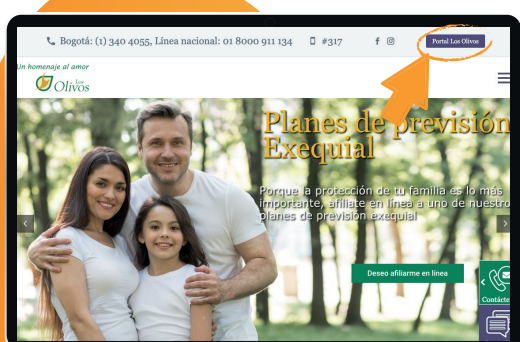 Bogotá: (1) 340 4055, Línea nacional: 01 8000 911 134 #317
Portal Los Olivos
Un homenaje al amor
Los
Olivos
Planes de previsión
Exequial
Porque la protección de tu familia es lo más
importante, afíliate en línea a uno de nuestro
planes de previsión exequial
Deseo afiliarme en línea
Contácte